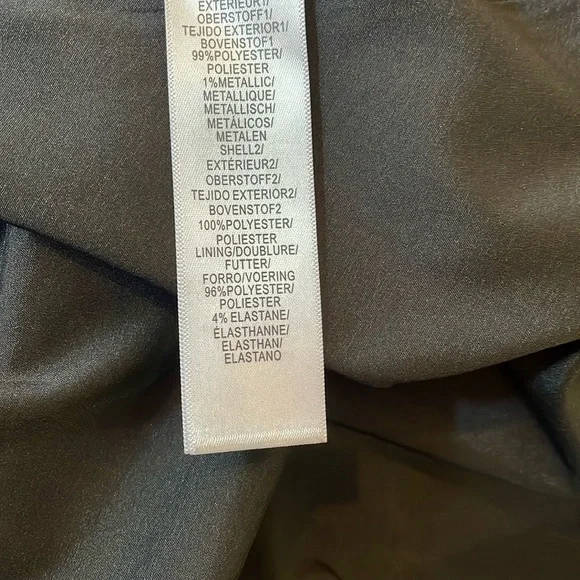 EXTÉRIEUR1/
OBERSTOFF1/
TEJIDO EXTERIOR1/
BOVENSTOF1
99%POLYESTER/
POLIESTER
1%METALLIC/
METALLIQUE/
METALLISCH/
METÁLICOS/
METALEN
SHELL2/
EXTÉRIEUR2/
OBERSTOFF2/
TEJIDO EXTERIOR2/
BOVENSTOF2
100%POLYESTER/
POLIESTER
LINING/DOUBLURE/
FUTTER/
FORRO/VOERING
96%POLYESTER/
POLIESTER
4% ELASTANE/
ÉLASTHANNE/
ELASTHAN/
ELASTANO